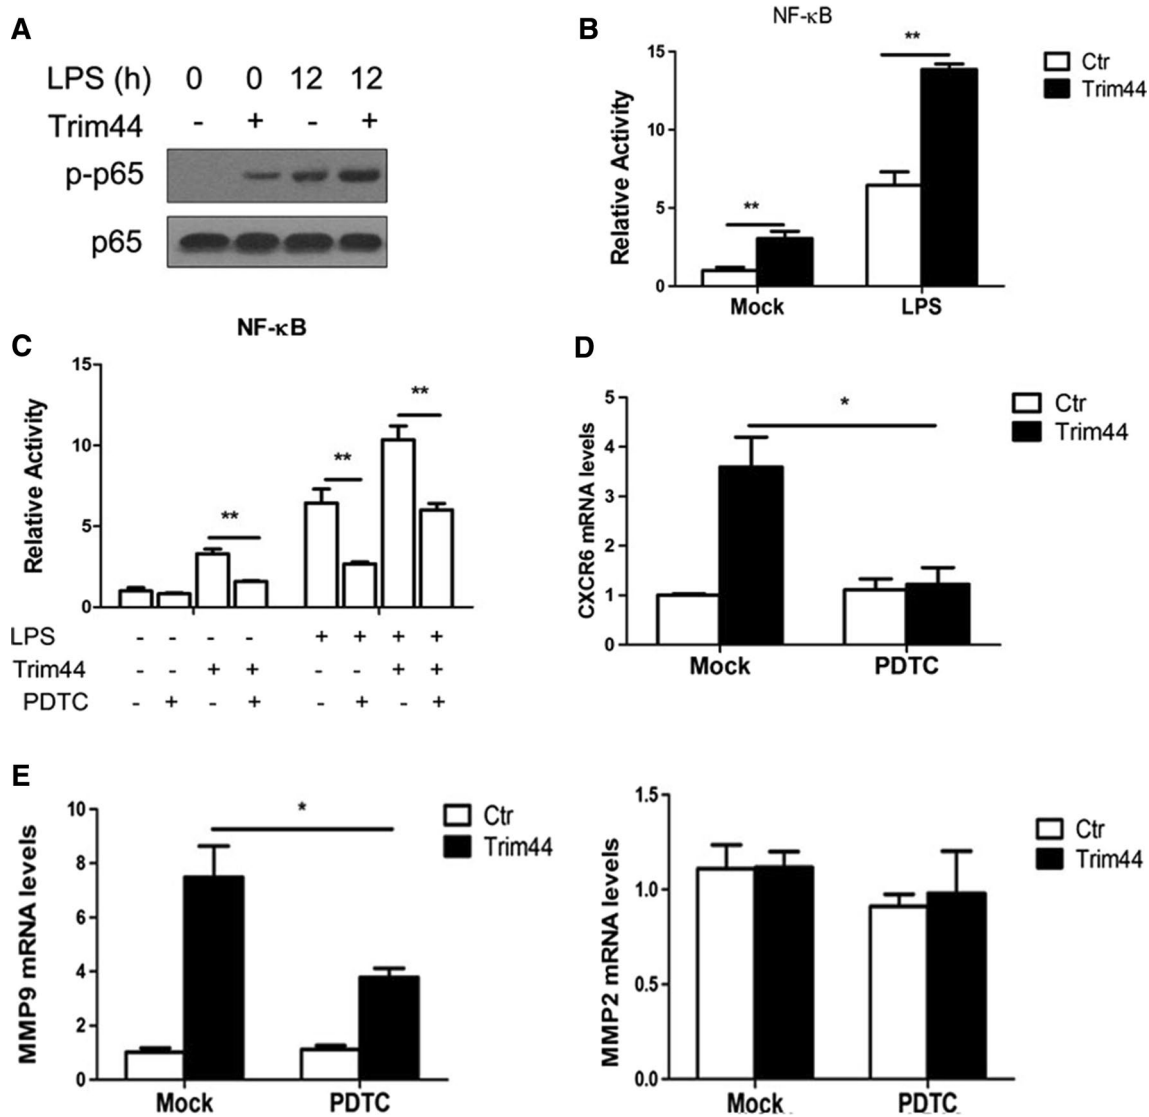 A
LPS (h) 0 0 12 12
Trim44 - + - +
p-p65
p65
B
NF-κB
Relative Activity
15
10
5
0
**
**
Mock LPS
Ctr
Trim44
C
NF-κB
Relative Activity
15
10
5
0
**
**
**
LPS - - - - + + + +
Trim44 - - + + - - + +
PDTC - + - + - + - +
D
CXCR6 mRNA levels
5
4
3
2
1
0
*
Mock PDTC
Ctr
Trim44
E
MMP9 mRNA levels
10
8
6
4
2
0
*
Mock PDTC
Ctr
Trim44
MMP2 mRNA levels
1.5
1.0
0.5
0.0
Mock PDTC
Ctr
Trim44